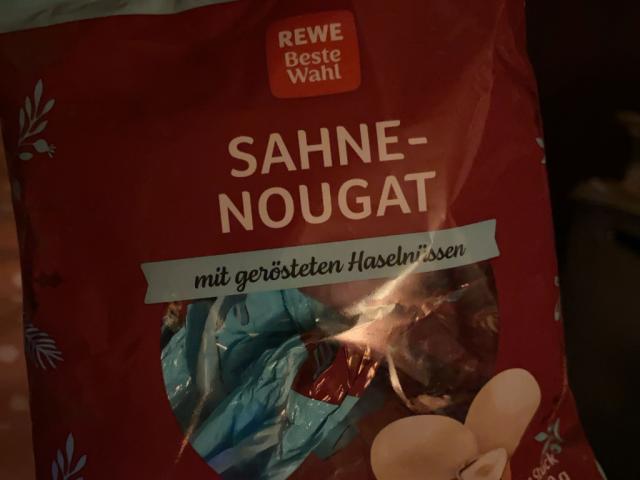 REWE
Beste
Wahl
SAHNE-
NOUGAT
mit gerösteten Haselnüssen